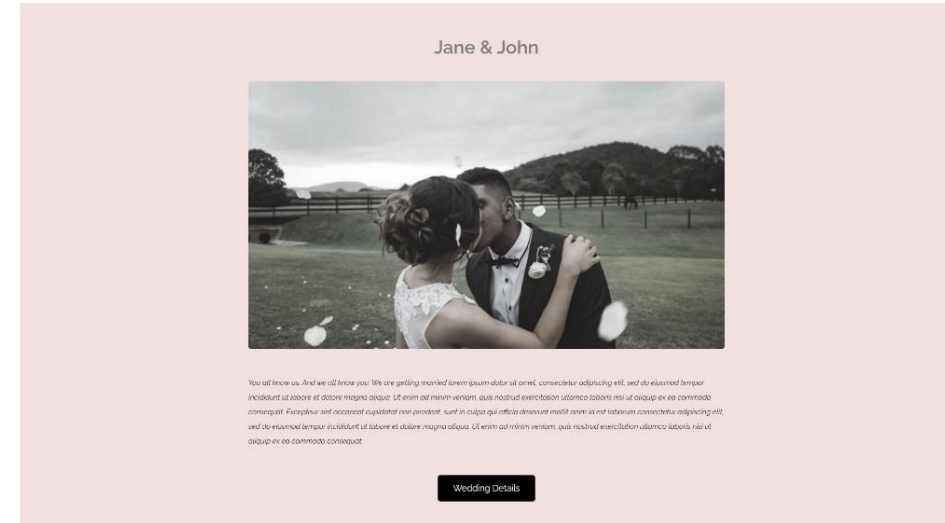 Jane & John
You all know us. And we all know you. We are getting married lorem ipsum dolor sit amet, consectetur adipiscing elit, sed do eiusmod tempor
incididunt ut labore et dolore magna aliqua. Ut enim ad minim veniam, quis nostrud exercitation ullamco laboris nisi ut aliquip ex ea commodo
consequat. Excepteur sint occaecat cupidatat non proident, sunt in culpa qui officia deserunt mollit anim id est laborum consectetur adipiscing elit,
sed do eiusmod tempor incididunt ut labore et dolore magna aliqua. Ut enim ad minim veniam, quis nostrud exercitation ullamco laboris nisi ut
aliquip ex ea commodo consequat.
Wedding Details